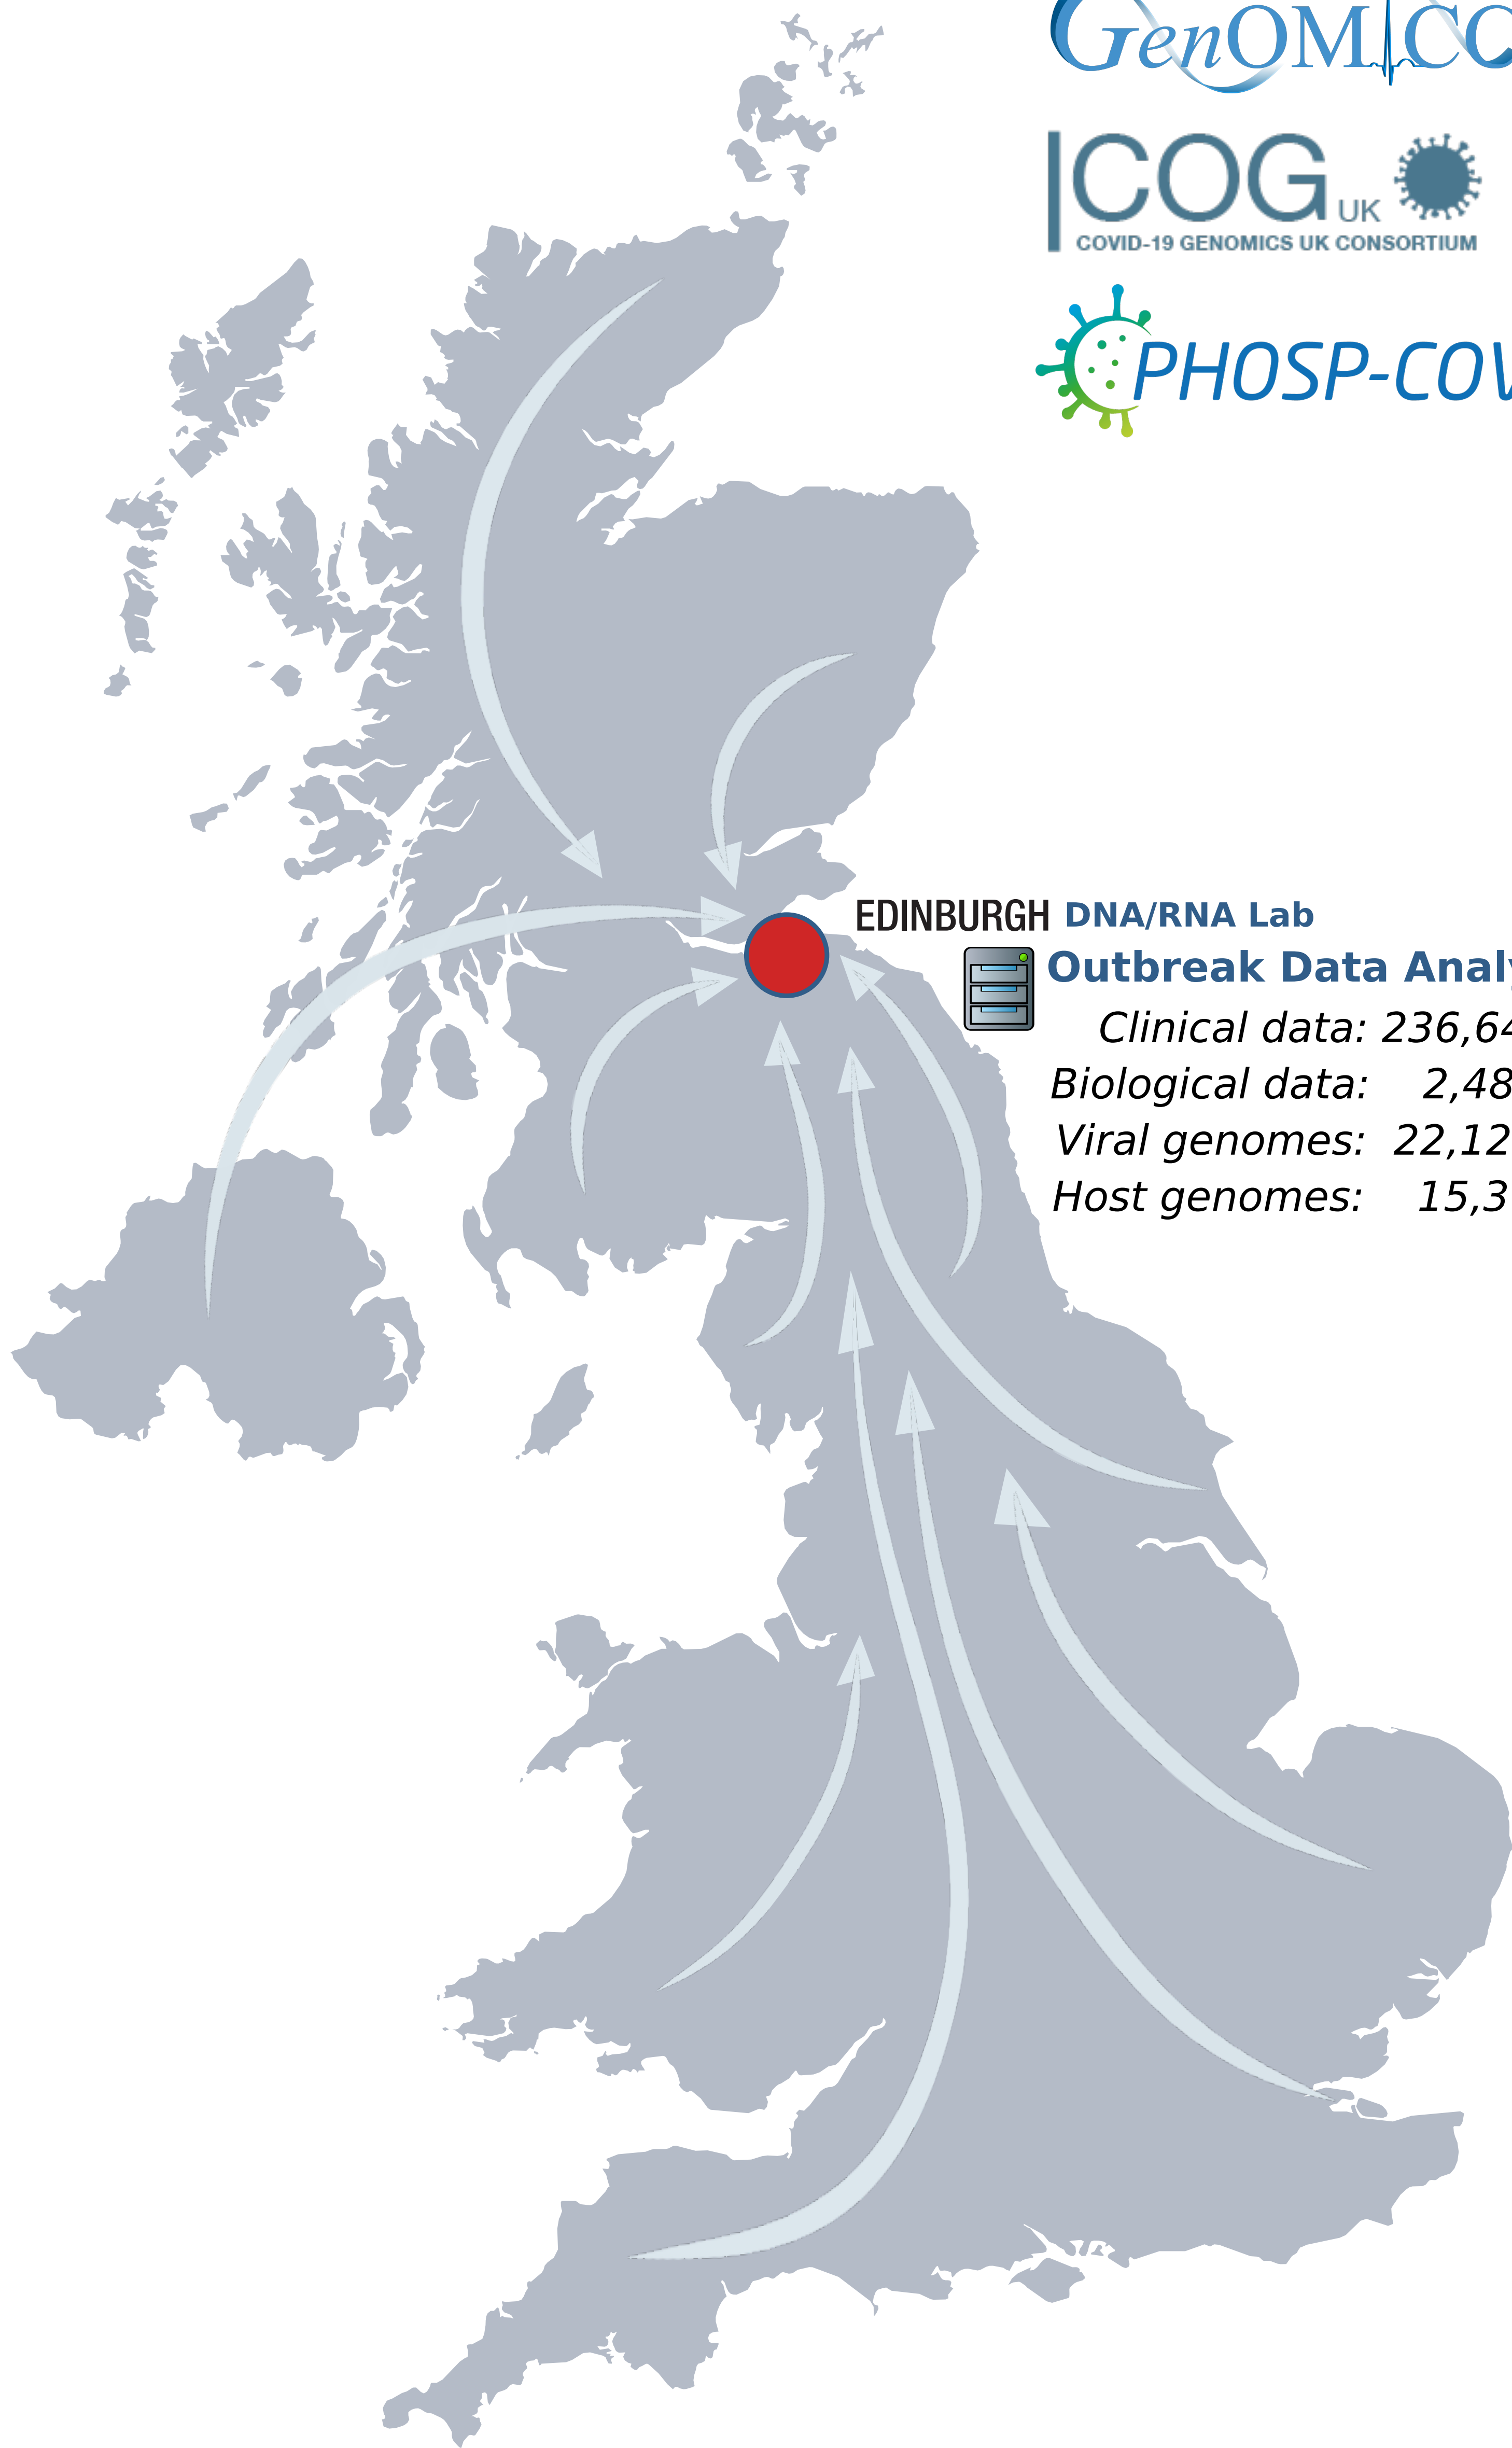 GenOMICC
COG UK
COVID-19 GENOMICS UK CONSORTIUM
PHOSP-COV
EDINBURGH DNA/RNA Lab
Outbreak Data Analy
Clinical data: 236,64
Biological data: 2,48
Viral genomes: 22,12
Host genomes: 15,3